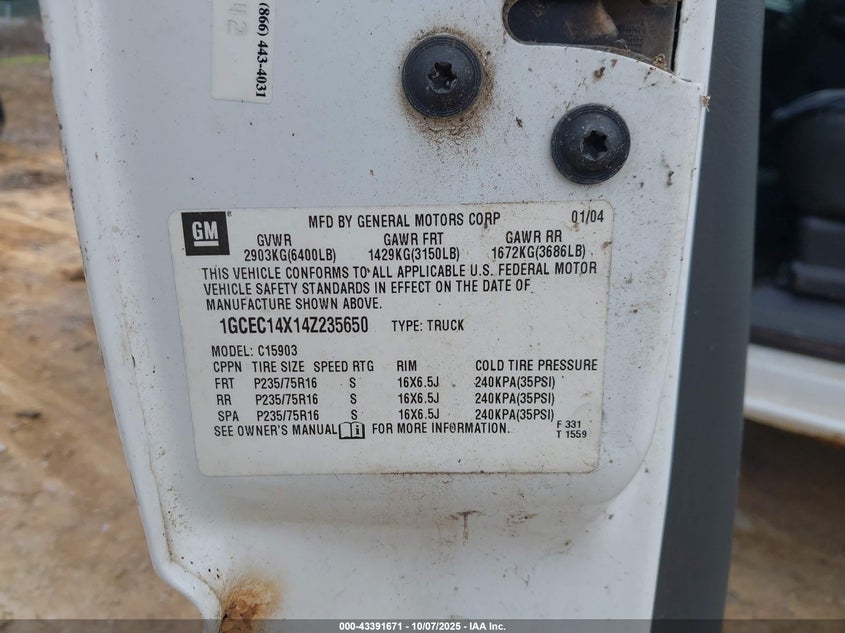 (866) 443-4031
42
GM
MFD BY GENERAL MOTORS CORP 01/04
GVWR GAWR FRT GAWR RR
2903KG(6400LB) 1429KG(3150LB) 1672KG(3686LB)
THIS VEHICLE CONFORMS TO ALL APPLICABLE U.S. FEDERAL MOTOR
VEHICLE SAFETY STANDARDS IN EFFECT ON THE DATE OF
MANUFACTURE SHOWN ABOVE.
1GCEC14X14Z235650 TYPE: TRUCK
MODEL: C15903
CPPN TIRE SIZE SPEED RTG RIM COLD TIRE PRESSURE
FRT P235/75R16 S 16X6.5J 240KPA(35PSI)
RR P235/75R16 S 16X6.5J 240KPA(35PSI)
SPA P235/75R16 S 16X6.5J 240KPA(35PSI)
SEE OWNER'S MANUAL i FOR MORE INFORMATION.
F 331
T 1559
000-43391671 - 10/07/2025 - IAA Inc.